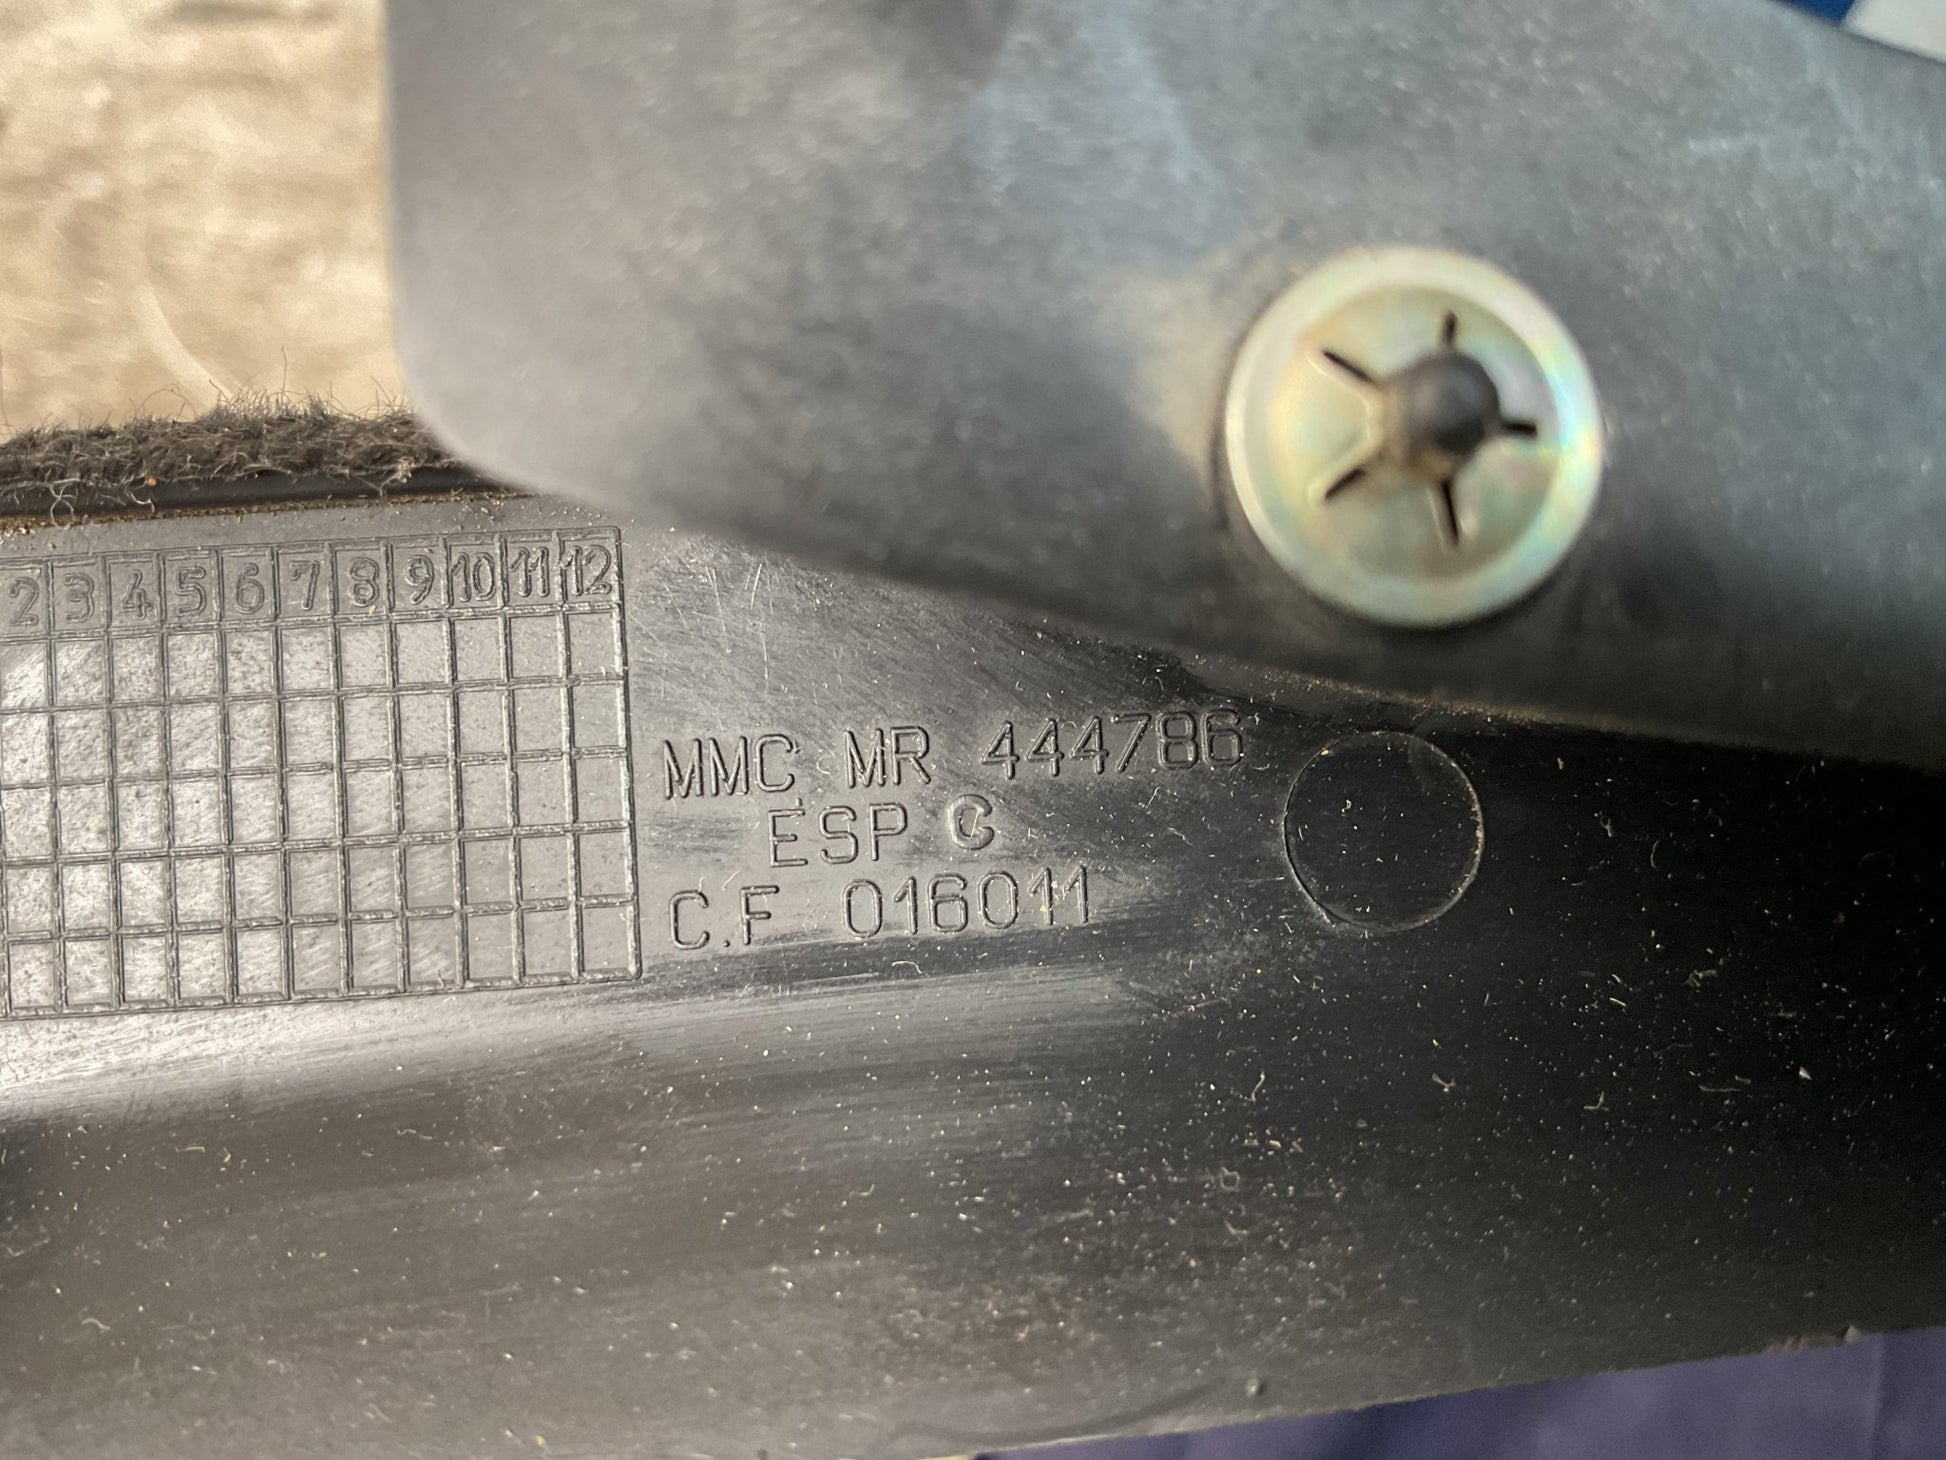 2 3 4 5 6 7 8 9 10 11 12
MMC MR 444786
ESP G
C.F 016011